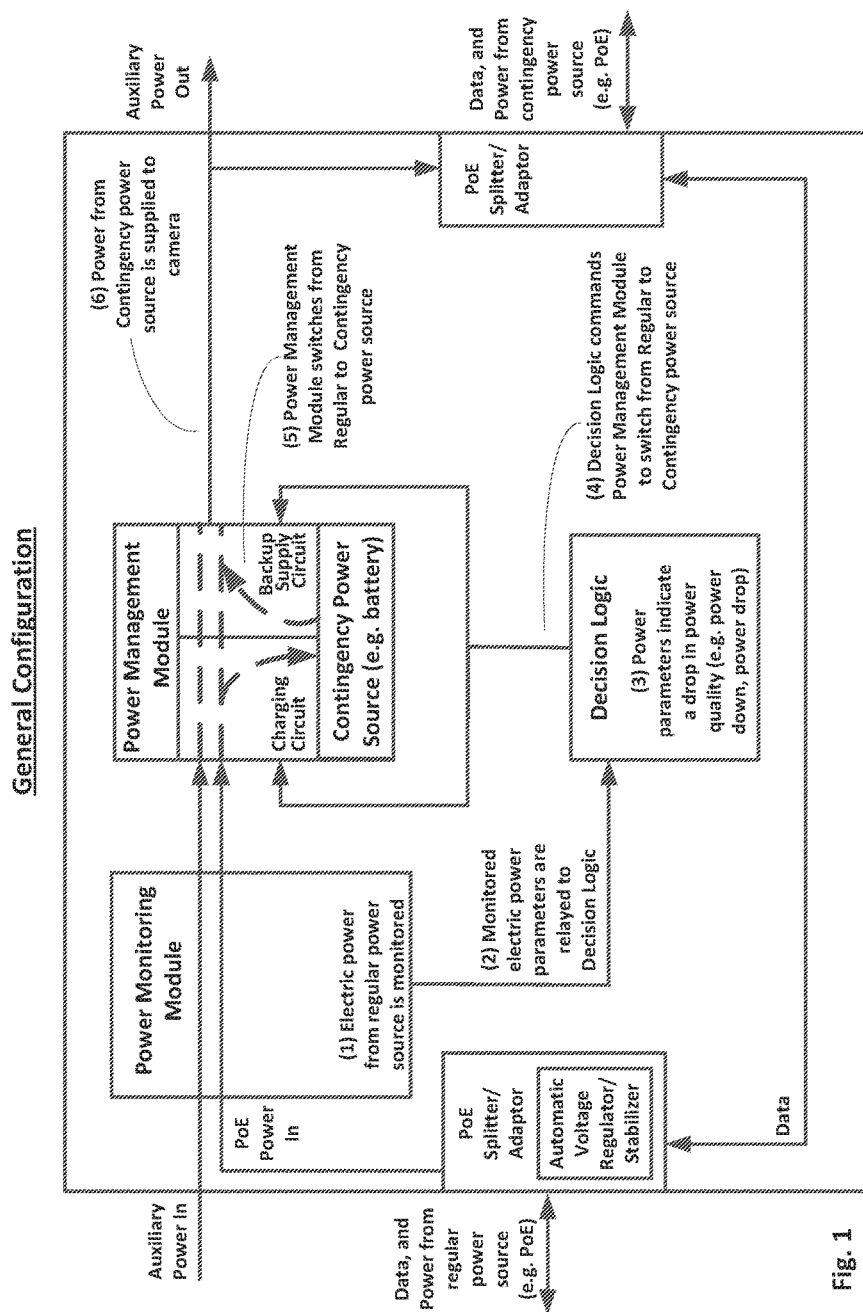 General Configuration
Auxiliary
Power In
Data, and
Power from
regular
power
source
(e.g. PoE)
PoE
Power
In
PoE
Splitter/
Adaptor
Automatic
Voltage
Regulator/
Stabilizer
Power Monitoring
Module
(1) Electric power
from regular power
source is monitored
(2) Monitored
electric power
parameters are
relayed to
Decision Logic
Power Management
Module
Charging
Circuit
Backup
Supply
Circuit
Contingency Power
Source (e.g. battery)
Decision Logic
(3) Power
parameters indicate
a drop in power
quality (e.g. power
down, power drop)
(4) Decision Logic commands
Power Management Module
to switch from Regular to
Contingency power source
(5) Power Management
Module switches from
Regular to Contingency
power source
(6) Power from
Contingency power
source is supplied to
camera
Auxiliary
Power
Out
PoE
Splitter/
Adaptor
Data, and
Power from
contingency
power
source
(e.g. PoE)
Data
Fig. 1